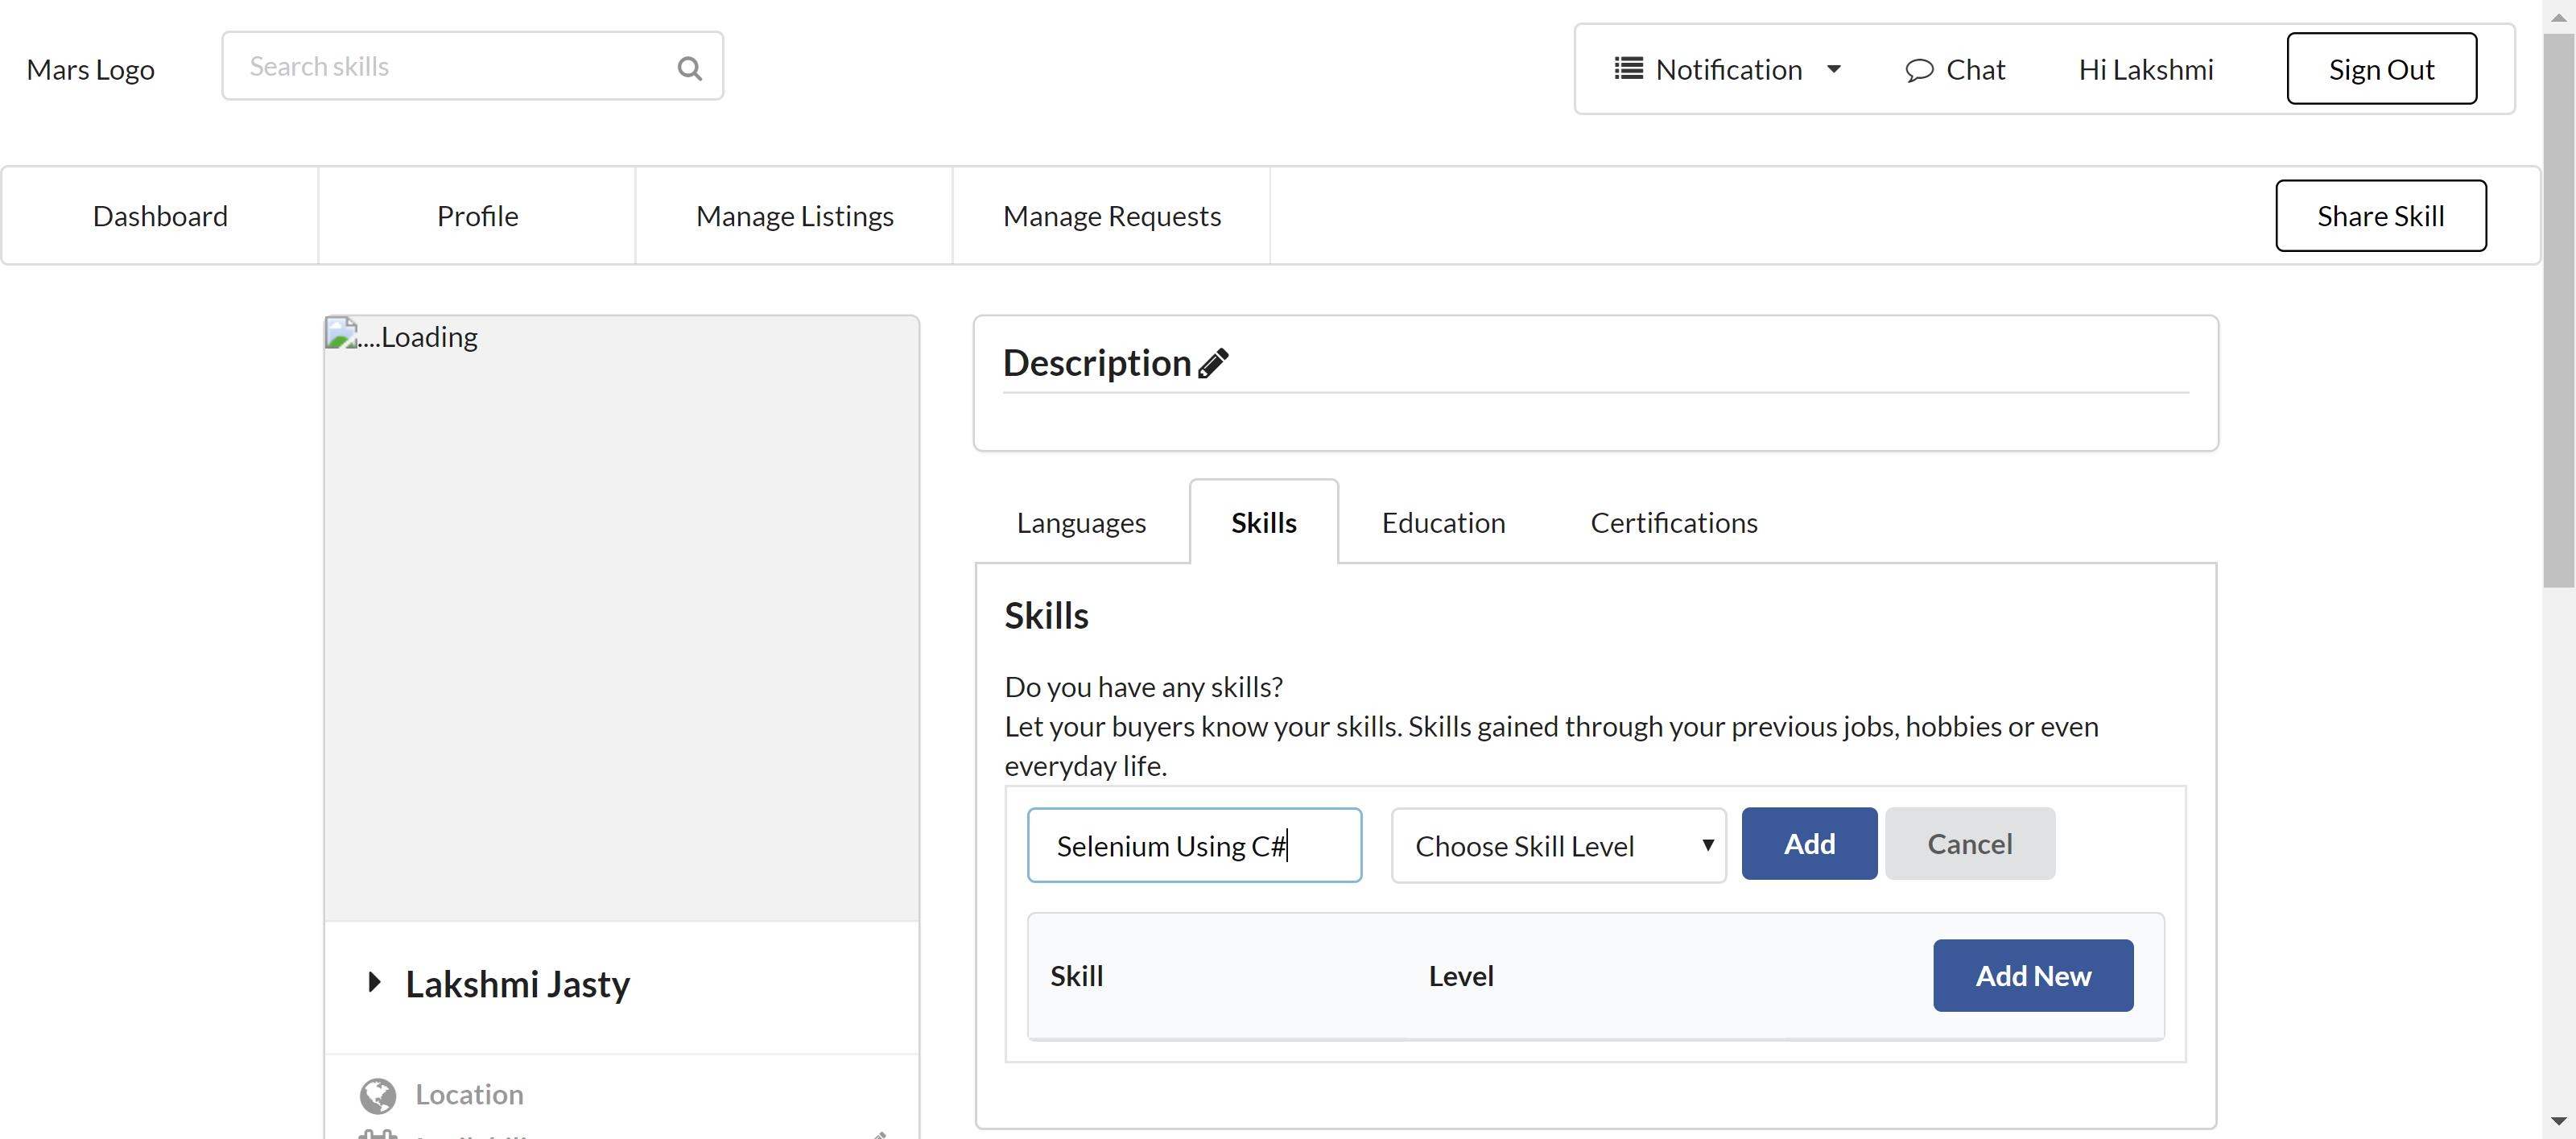 Mars Logo
Search skills
Notification
Chat
Hi Lakshmi
Sign Out
Dashboard
Profile
Manage Listings
Manage Requests
Share Skill
....Loading
Lakshmi Jasty
Location
Description
Languages
Skills
Education
Certifications
Skills
Do you have any skills?
Let your buyers know your skills. Skills gained through your previous jobs, hobbies or even
everyday life.
Selenium Using C#
Choose Skill Level
Add
Cancel
Skill
Level
Add New